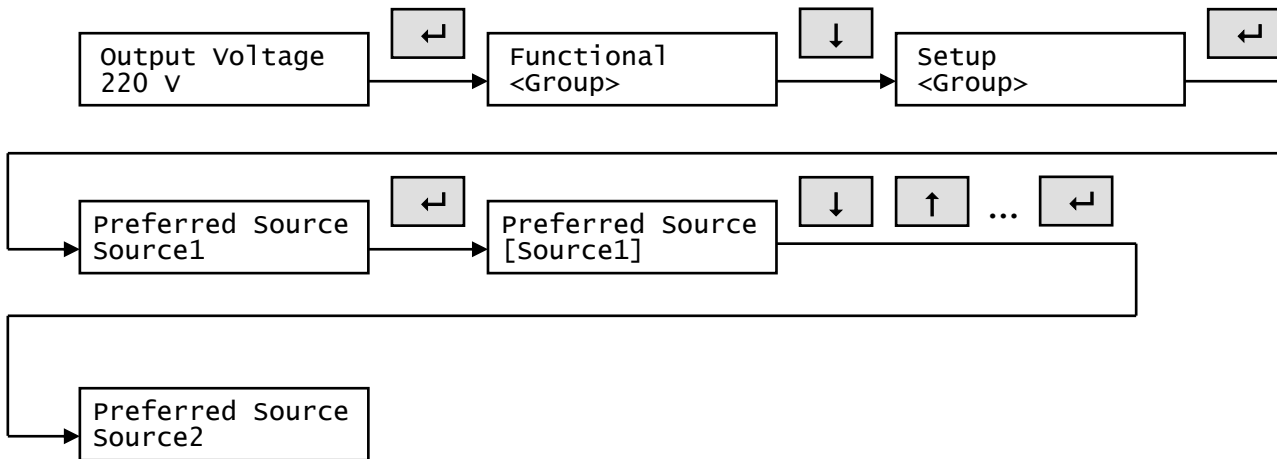 ↵
↓
↵
Output Voltage
220 V
Functional
<Group>
Setup
<Group>
↵
↓ ↑ ... ↵
Preferred Source
Source1
Preferred Source
[Source1]
Preferred Source
Source2